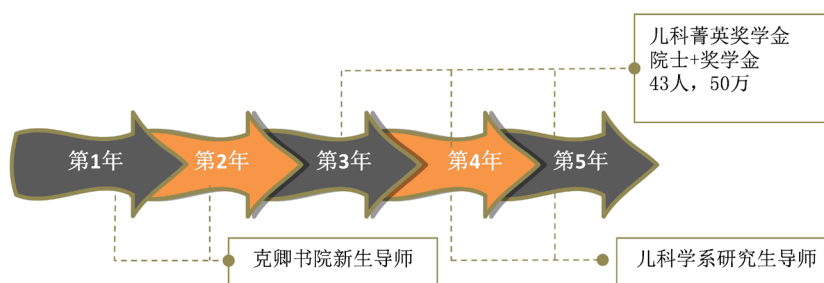 儿科菁英奖学金
院士+奖学金
43人，50万
第1年
第2年
第3年
第4年
第5年
克卿书院新生导师
儿科学系研究生导师